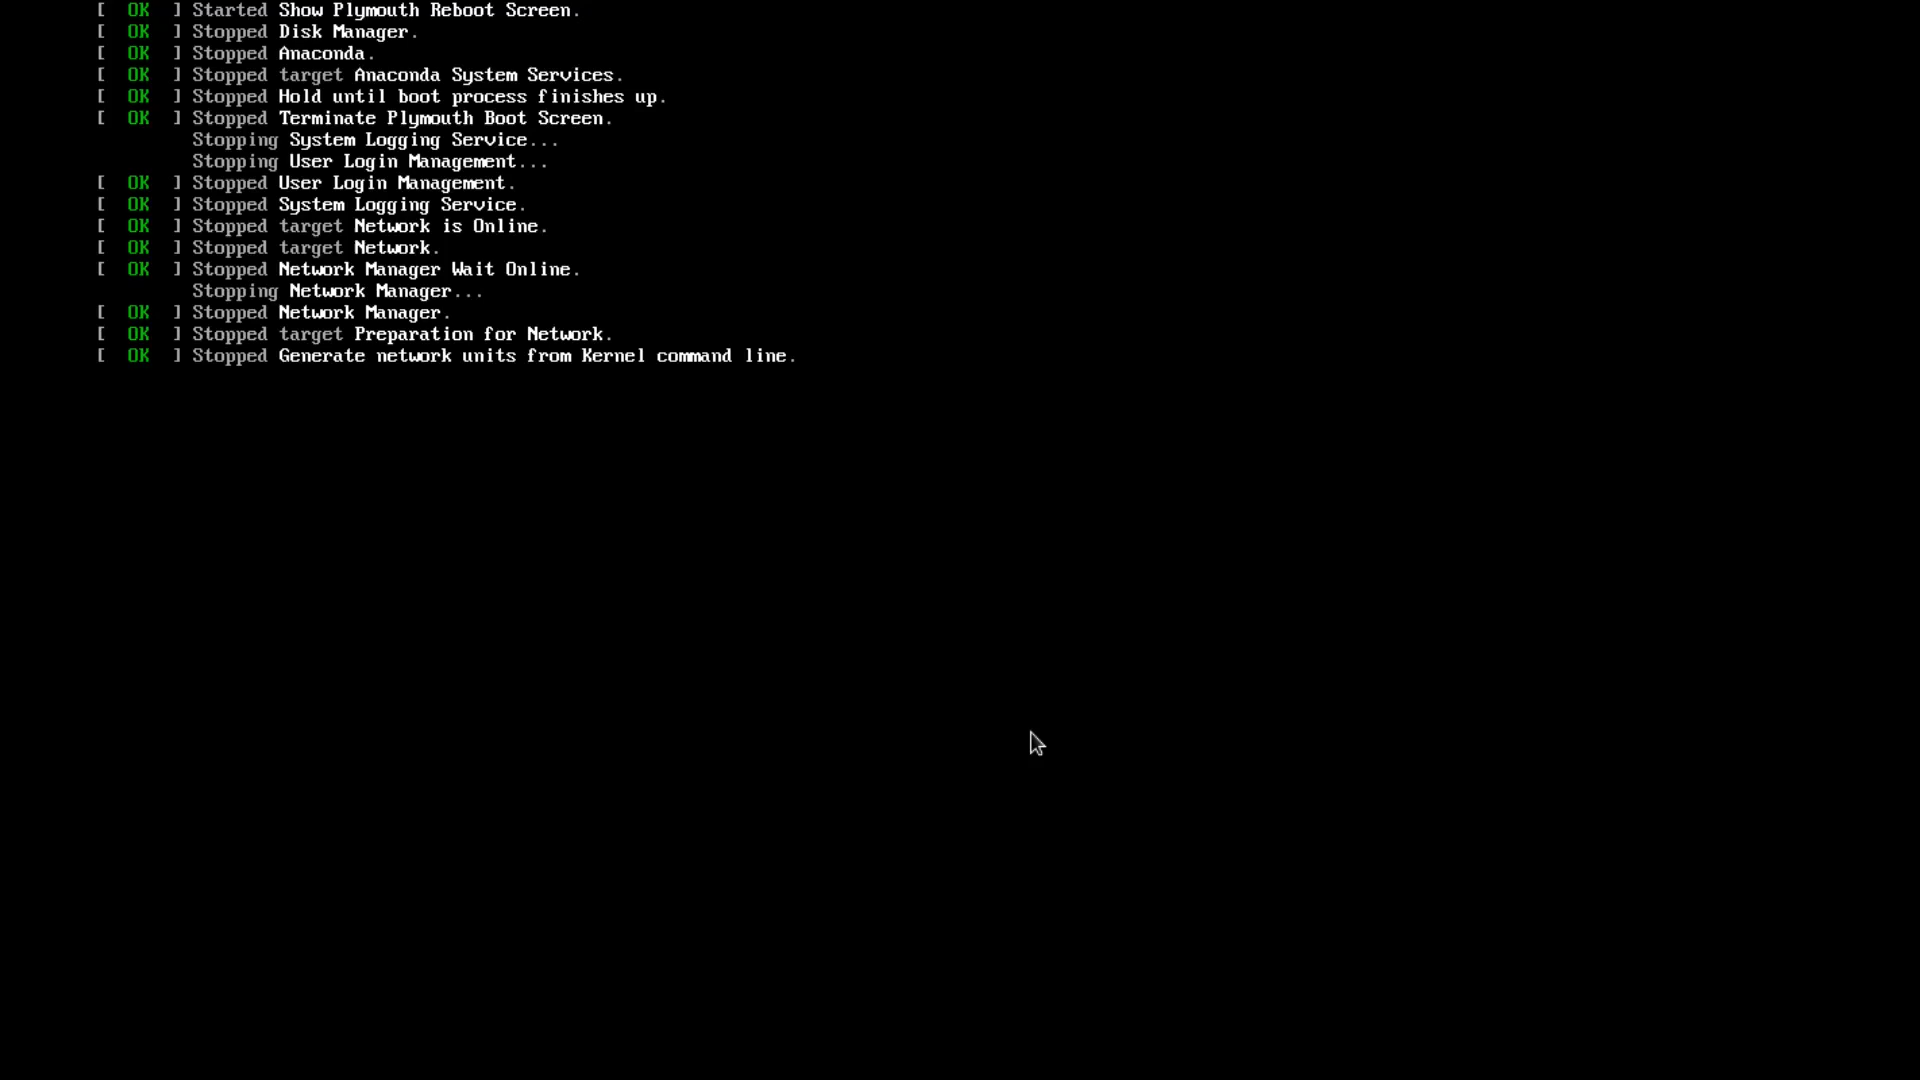 [  OK  ] Started Show Plymouth Reboot Screen.
[  OK  ] Stopped Disk Manager.
[  OK  ] Stopped Anaconda.
[  OK  ] Stopped target Anaconda System Services.
[  OK  ] Stopped Hold until boot process finishes up.
[  OK  ] Stopped Terminate Plymouth Boot Screen.
Stopping System Logging Service...
Stopping User Login Management...
[  OK  ] Stopped User Login Management.
[  OK  ] Stopped System Logging Service.
[  OK  ] Stopped target Network is Online.
[  OK  ] Stopped target Network.
[  OK  ] Stopped Network Manager Wait Online.
Stopping Network Manager...
[  OK  ] Stopped Network Manager.
[  OK  ] Stopped target Preparation for Network.
[  OK  ] Stopped Generate network units from Kernel command line.